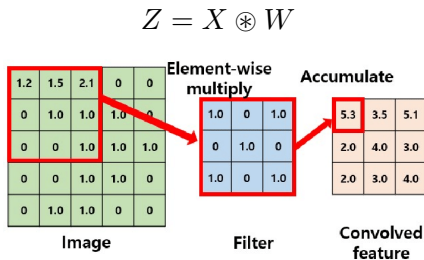 Z = X ⊛ W
Element-wise multiply
Accumulate
1.2 1.5 2.1 0 0
0 1.0 1.0 1.0 0
0 0 1.0 1.0 1.0
0 0 1.0 1.0 0
0 1.0 1.0 0 0
1.0 0 1.0
0 1.0 0
1.0 0 1.0
5.3 3.5 5.1
2.0 4.0 3.0
2.0 3.0 4.0
Image
Filter
Convolved feature